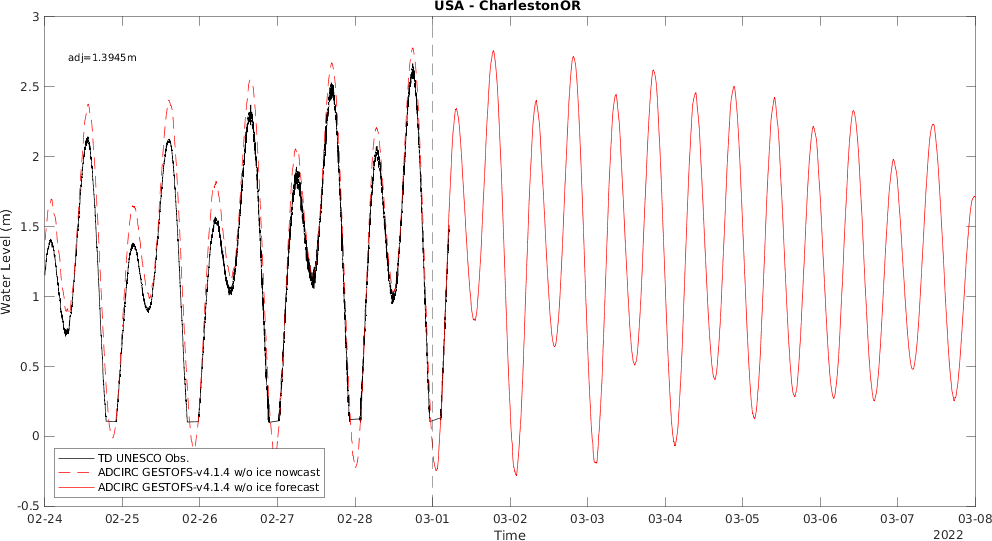 USA - CharlestonOR
adj=1.3945m
3
2.5
2
1.5
1
0.5
0
-0.5
Water Level (m)
TD UNESCO Obs.
ADCIRC GESTOFS-v4.1.4 w/o ice nowcast
ADCIRC GESTOFS-v4.1.4 w/o ice forecast
02-24 02-25 02-26 02-27 02-28 03-01 03-02 03-03 03-04 03-05 03-06 03-07 03-08
Time
2022